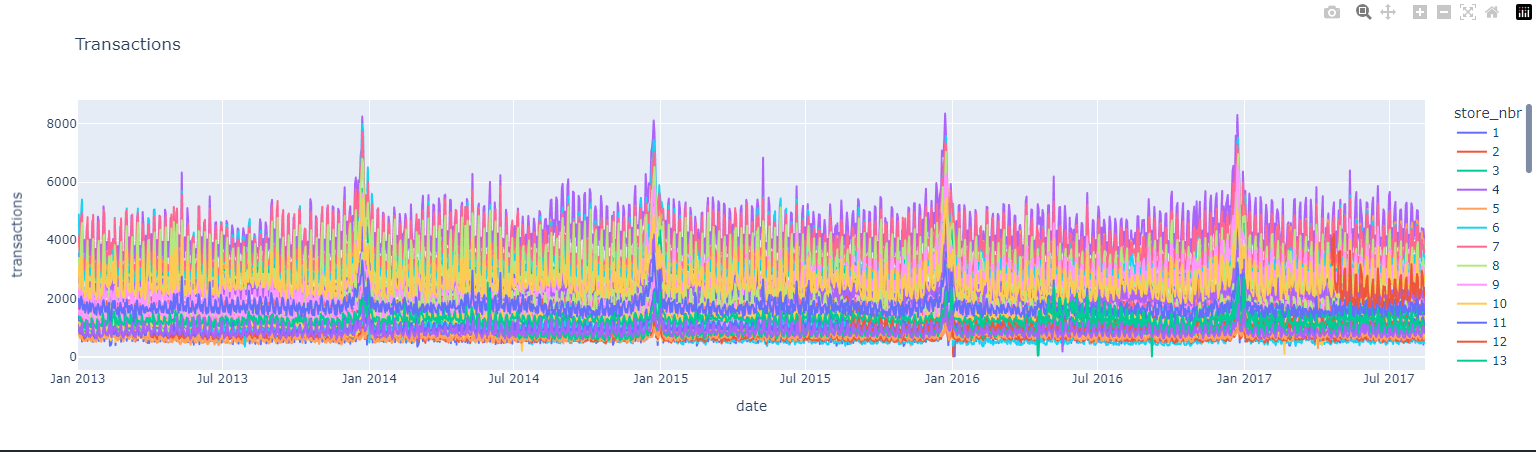 Transactions
transactions
8000
6000
4000
2000
0
Jan 2013
Jul 2013
Jan 2014
Jul 2014
Jan 2015
Jul 2015
Jan 2016
Jul 2016
Jan 2017
Jul 2017
date
store_nbr
1
2
3
4
5
6
7
8
9
10
11
12
13